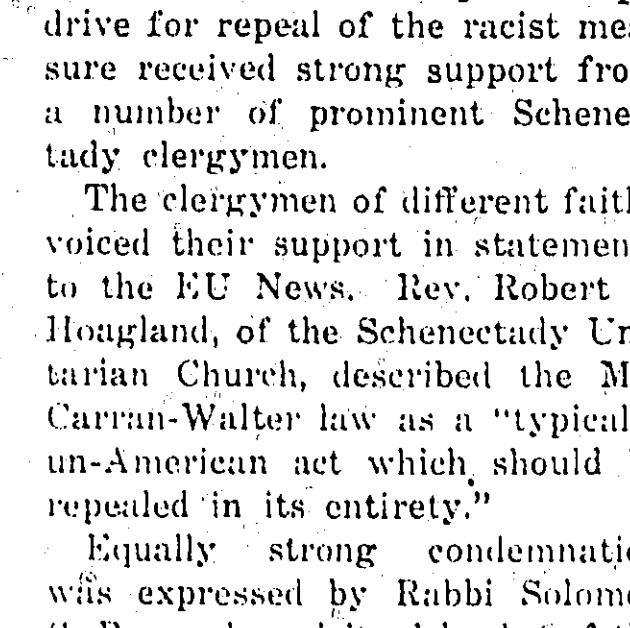 drive for repeal of the racist mea
sure received strong support fro
a number of prominent Schene
tady clergymen.
The clergymen of different fait
voiced their support in statemen
to the EU News. Rev. Robert
Hoagland, of the Schenectady Un
tarian Church, described the M
Carran-Walter law as a "typical
un-American act which should
repealed in its entirety."
Equally strong condemnati
was expressed by Rabbi Solom